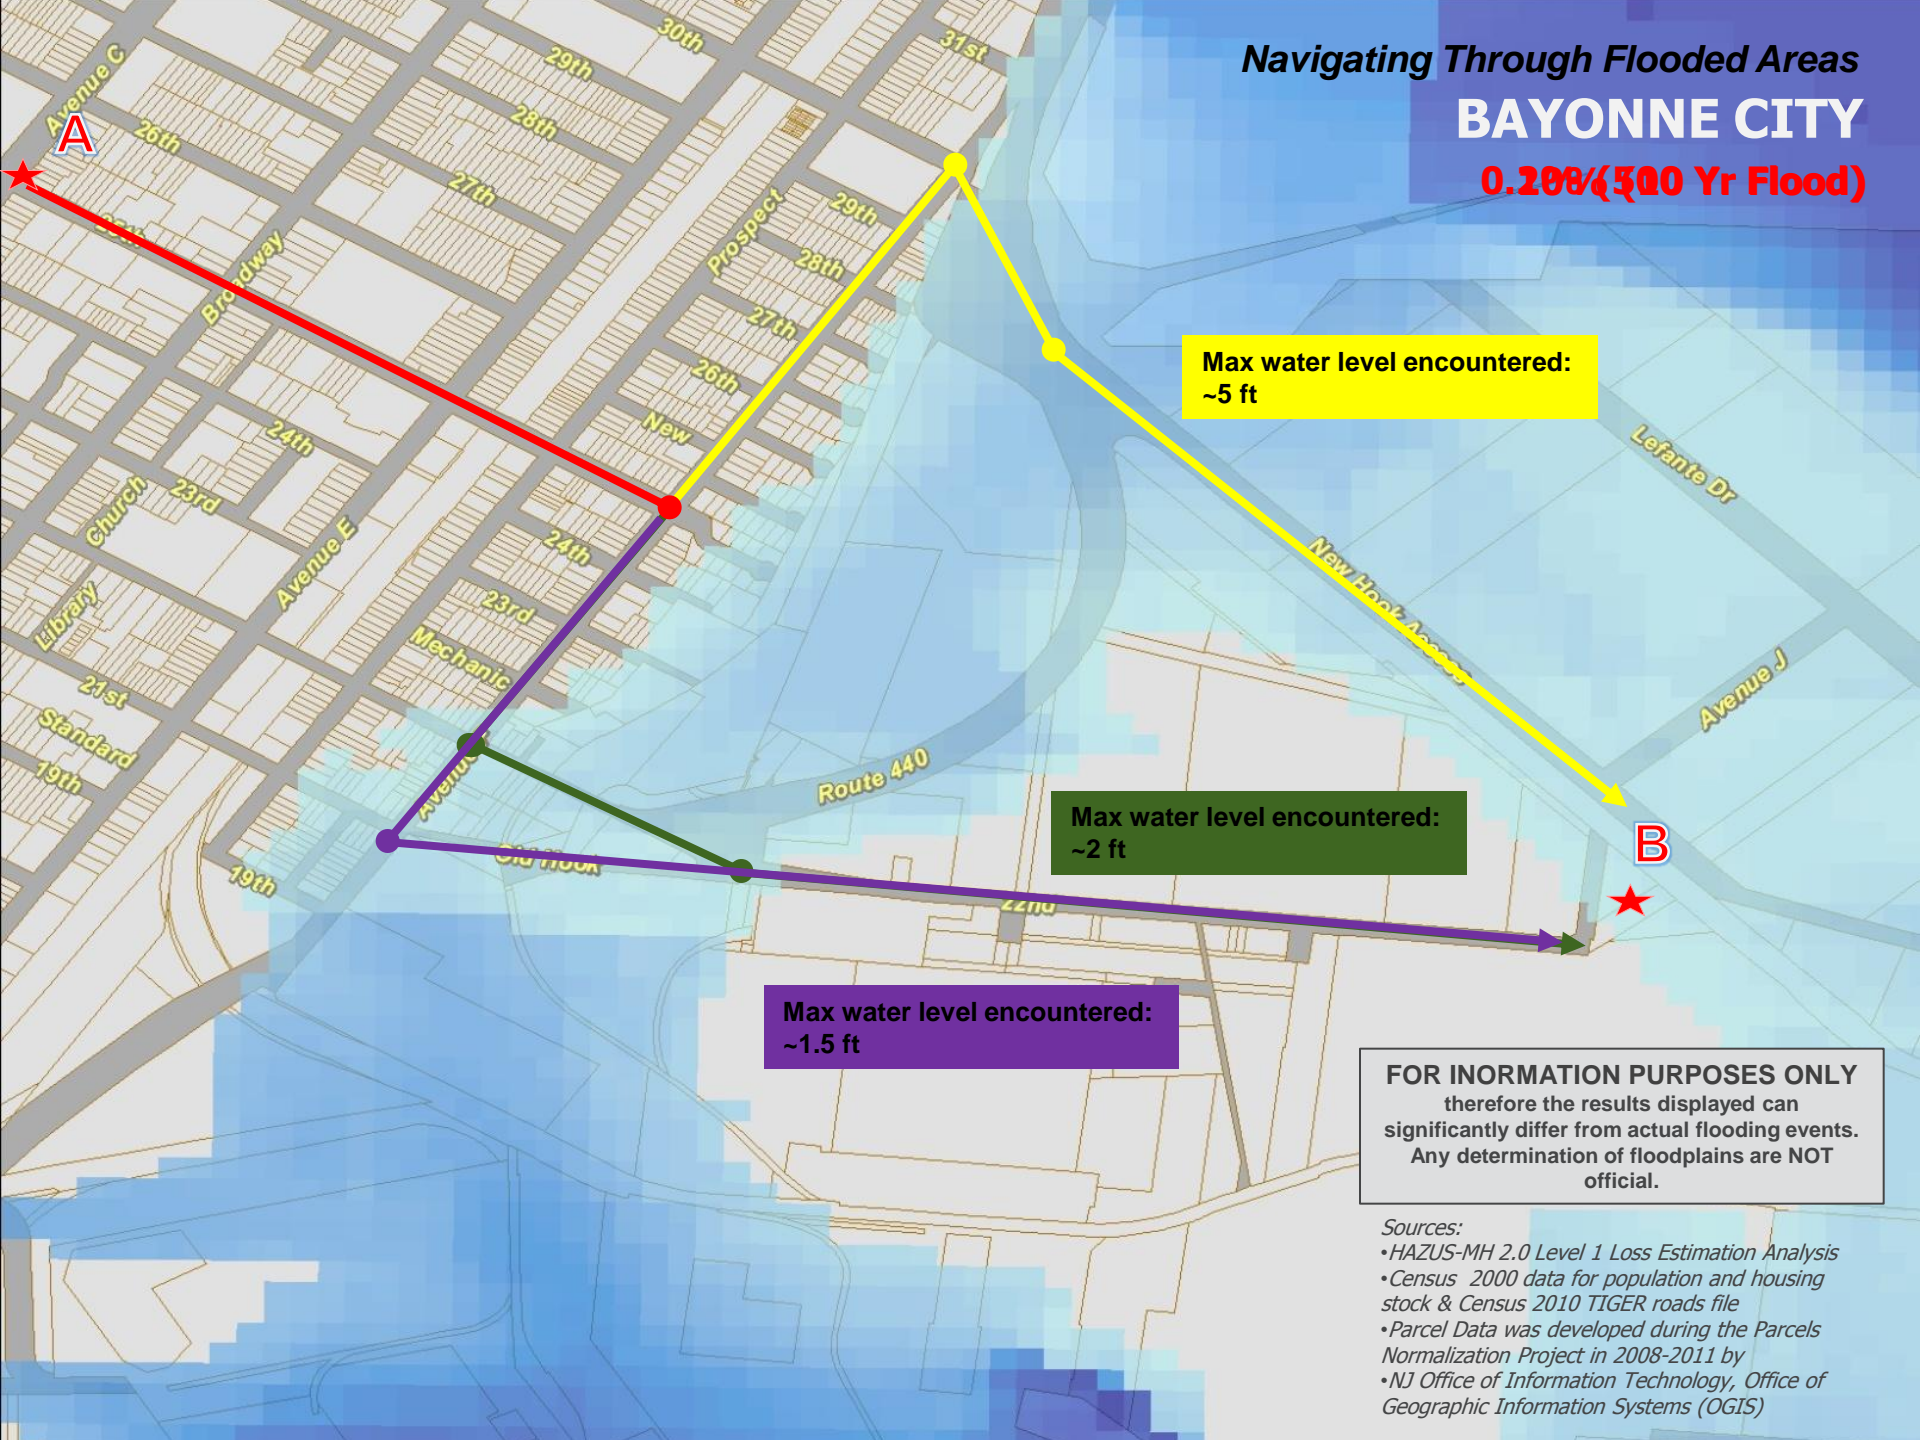 Navigating Through Flooded Areas
BAYONNE CITY
Yr Flood)
30th
31st
29th
Avenue C
A
28th
26th
27th
29th
Prospect
28th
Broadway
27th
26th
New
24th
23rd
Church
Avenue E
24th
23rd
Library
Mechanic
21st
Standard
19th
19th
Route 440
22nd
Lefante Dr
Avenue J
B
Max water level encountered:
~5 ft
Max water level encountered:
~2 ft
Max water level encountered:
~1.5 ft
FOR INORMATION PURPOSES ONLY
therefore the results displayed can
significantly differ from actual flooding events.
Any determination of floodplains are NOT
official.
Sources:
•HAZUS-MH 2.0 Level 1 Loss Estimation Analysis
•Census 2000 data for population and housing
stock & Census 2010 TIGER roads file
•Parcel Data was developed during the Parcels
Normalization Project in 2008-2011 by
•NJ Office of Information Technology, Office of
Geographic Information Systems (OGIS)